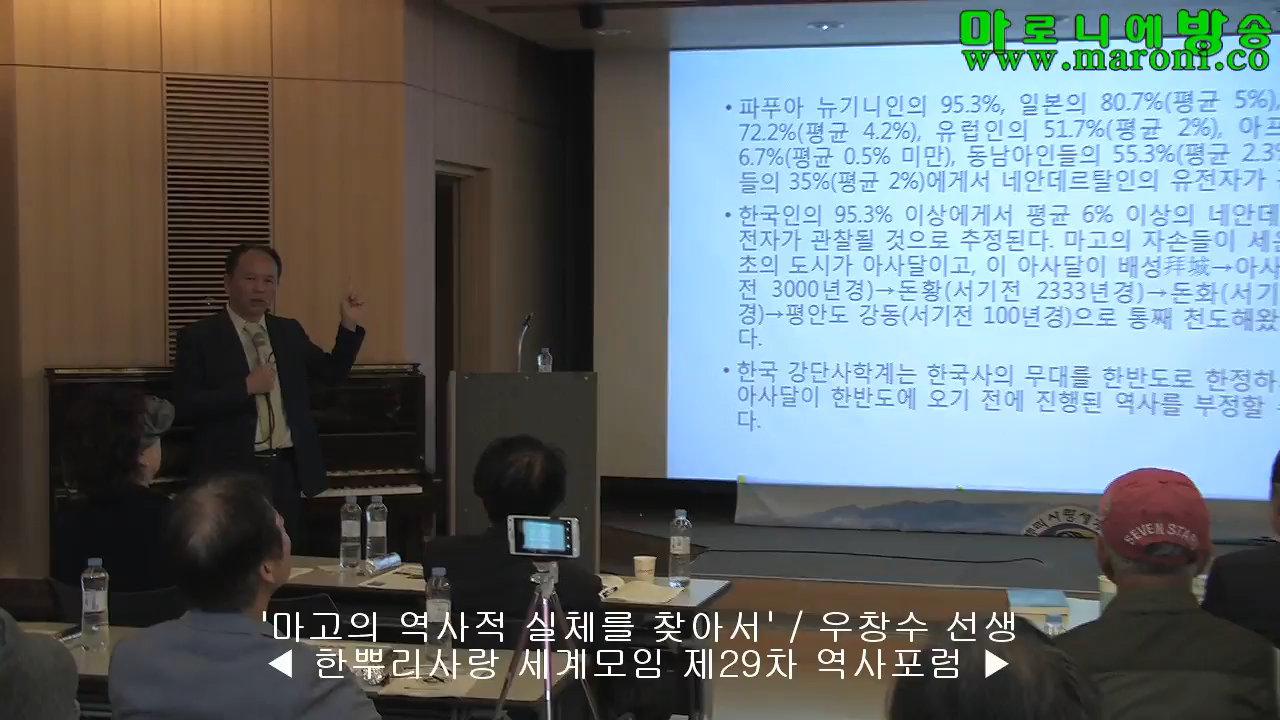 마로니에방송
www.maroni.co
• 파푸아 뉴기니인의 95.3%, 일본의 80.7%(평균 5%),
72.2%(평균 4.2%), 유럽인의 51.7%(평균 2%), 아프
6.7%(평균 0.5% 미만), 동남아인들의 55.3%(평균 2.3%
들의 35%(평균 2%)에게서 네안데르탈인의 유전자가
• 한국인의 95.3% 이상에게서 평균 6% 이상의 네안데
전자가 관찰될 것으로 추정된다. 마고의 자손들이 세운
초의 도시가 아사달이고, 이 아사달이 배성拜城→아사
전 3000년경)→돈황(서기전 2333년경)→돈화(서기
경)→평안도 강동(서기전 100년경)으로 통째 천도해왔
다.
• 한국 강단사학계는 한국사의 무대를 한반도로 한정하
아사달이 한반도에 오기 전에 진행된 역사를 부정할
다.
SEVEN STAR
'마고의 역사적 실체를 찾아서' / 우창수 선생
◀ 한뿌리사랑 세계모임 제29차 역사포럼 ▶